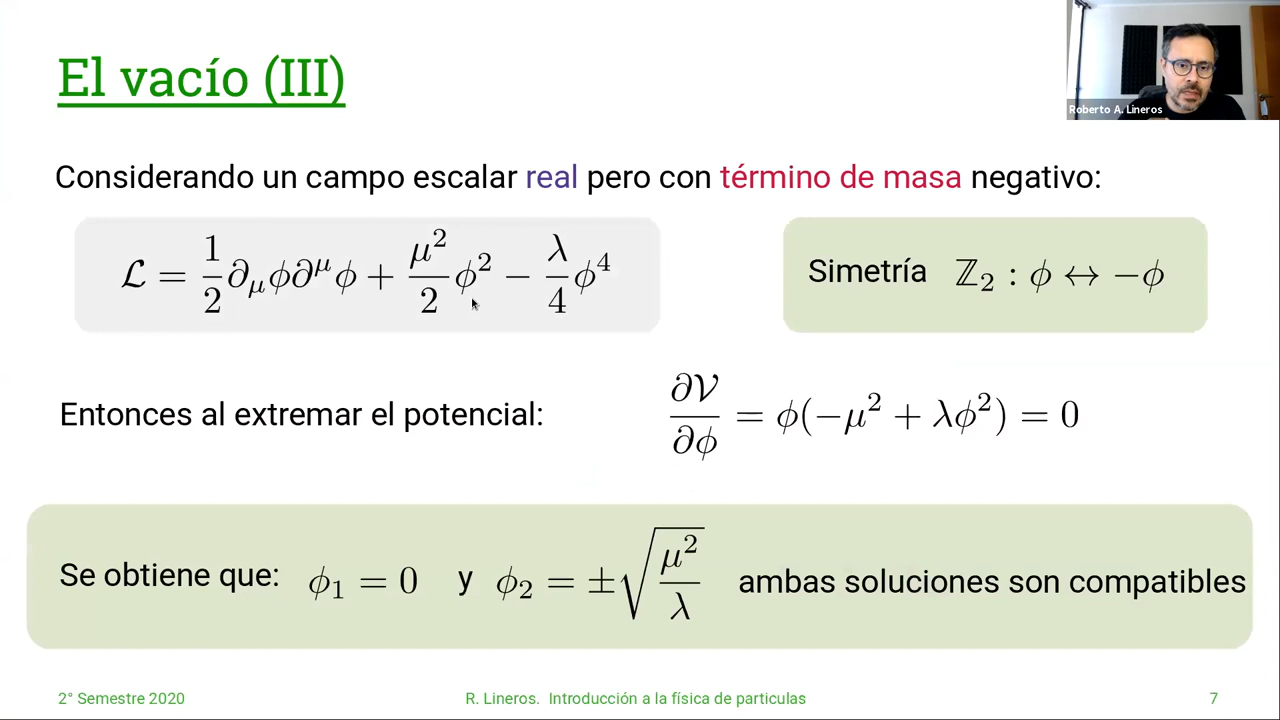 El vacío (III)
Roberto A. Lineros
Considerando un campo escalar real pero con término de masa negativo:
ℒ = 1/2 ∂_μϕ∂^μϕ + μ²/2 ϕ² − λ/4 ϕ⁴
Simetría ℤ₂ : ϕ ↔ −ϕ
Entonces al extremar el potencial: ∂𝒱/∂ϕ = ϕ(−μ² + λϕ²) = 0
Se obtiene que: ϕ₁ = 0 y ϕ₂ = ±√(μ²/λ) ambas soluciones son compatibles
2° Semestre 2020
R. Lineros. Introducción a la física de particulas
7